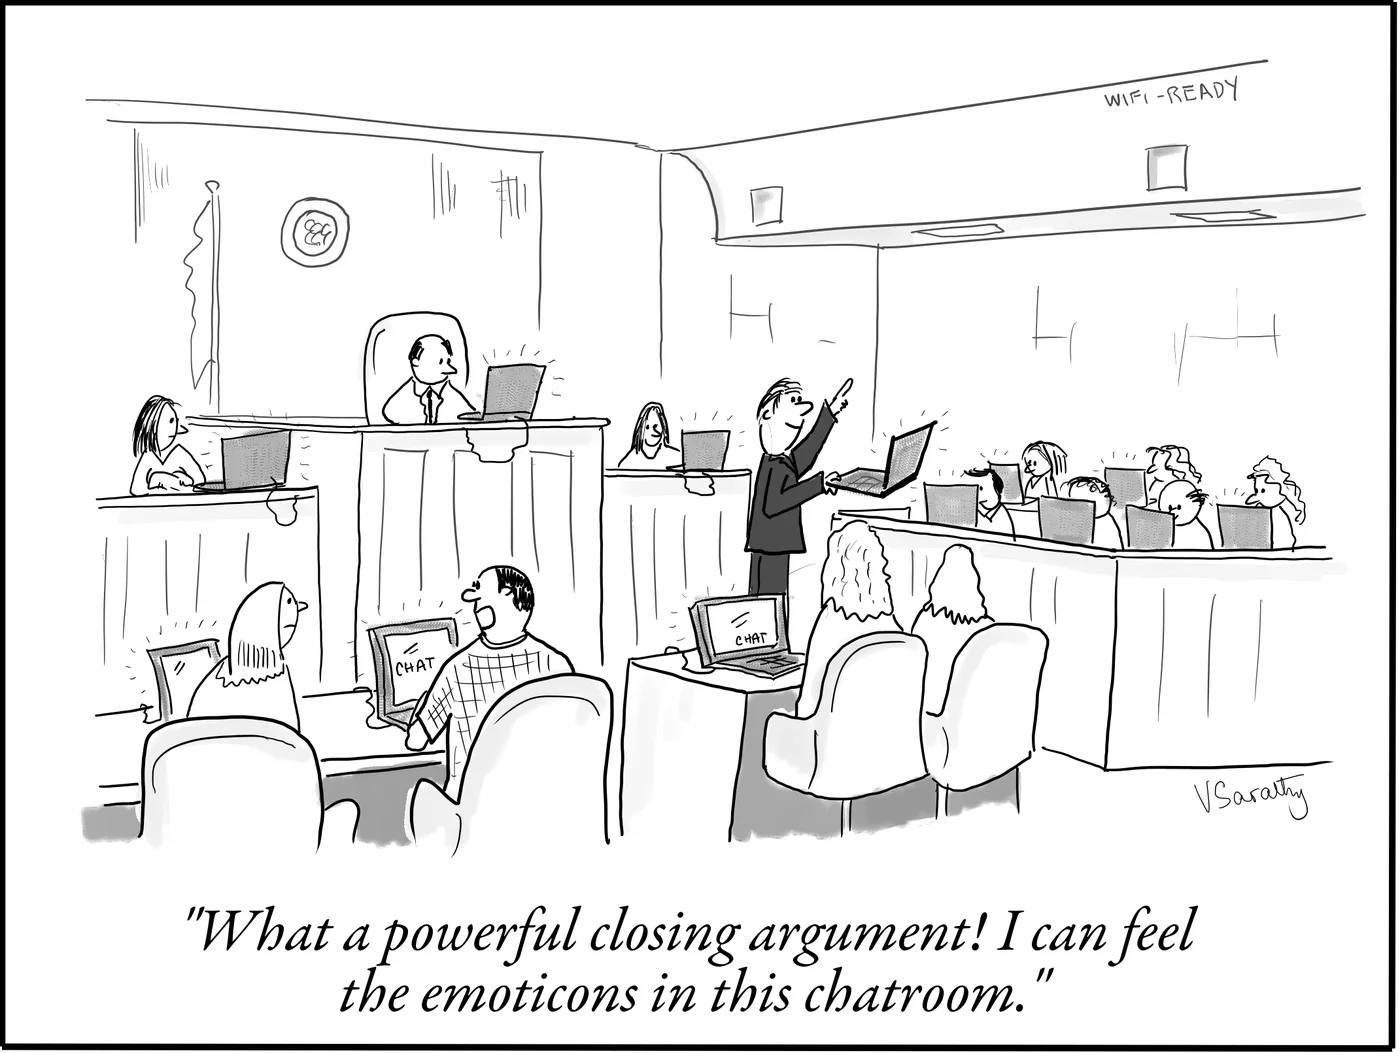 WIFI-READY
CHAT
CHAT
VSarathy
"What a powerful closing argument! I can feel
the emoticons in this chatroom."